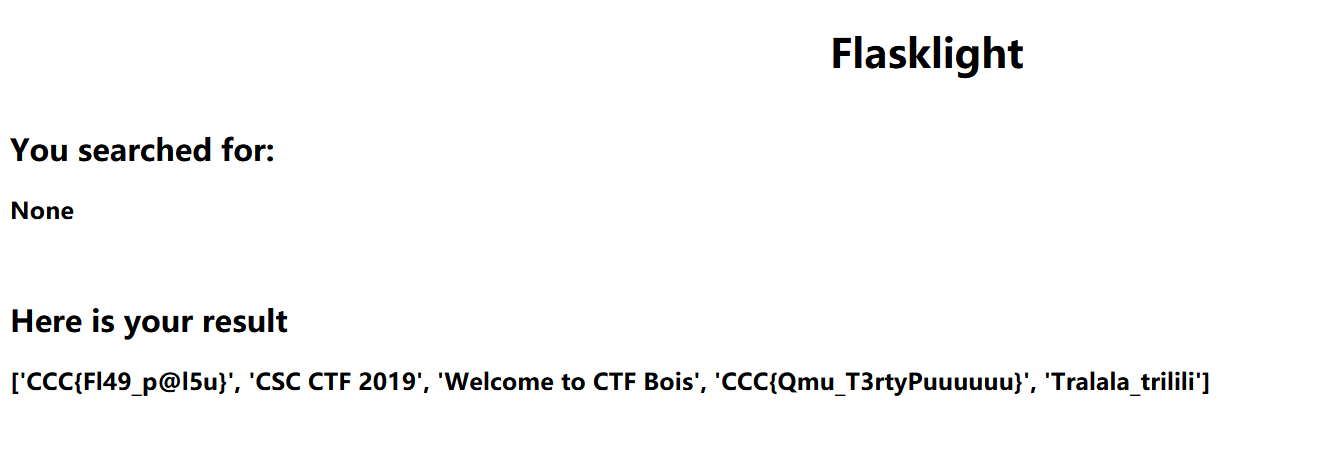 Flasklight
You searched for:
None
Here is your result
['CCC{Fl49_p@l5u}', 'CSC CTF 2019', 'Welcome to CTF Bois', 'CCC{Qmu_T3rtyPuuuuuu}', 'Tralala_trilili']